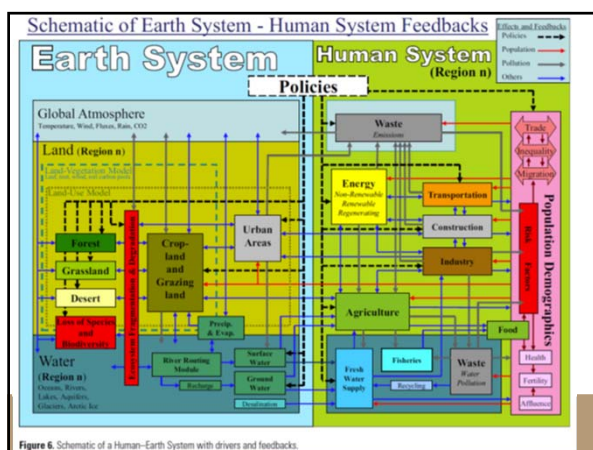 Schematic of Earth System - Human System Feedbacks
Effects and Feedbacks
Policies
Population
Pollution
Others
Earth System
Human System
(Region n)
Policies
Global Atmosphere
Temperature, Wind, Fluxes, Rain, CO2
Land (Region n)
Land-Vegetation Model
Land-Use Model
Forest
Grassland
Desert
Loss of Species
and
Biodiversity
Ecosystem Fragmentation & Degradation
Crop-
land
and
Grazing
land
Urban
Areas
Precip.
& Evap.
Water
(Region n)
Oceans, Rivers,
Lakes, Aquifers,
Glaciers, Arctic Ice
River Routing
Module
Recharge
Surface
Water
Ground
Water
Desalination
Waste
Emissions
Energy
Non-Renewable
Renewable
Regenerating
Transportation
Construction
Industry
Agriculture
Fresh
Water
Supply
Fisheries
Recycling
Waste
Water
Pollution
Food
Trade
Inequality
Migration
Risk
Factors
Population Demographics
Health
Fertility
Affluence
Figure 6. Schematic of a Human–Earth System with drivers and feedbacks.